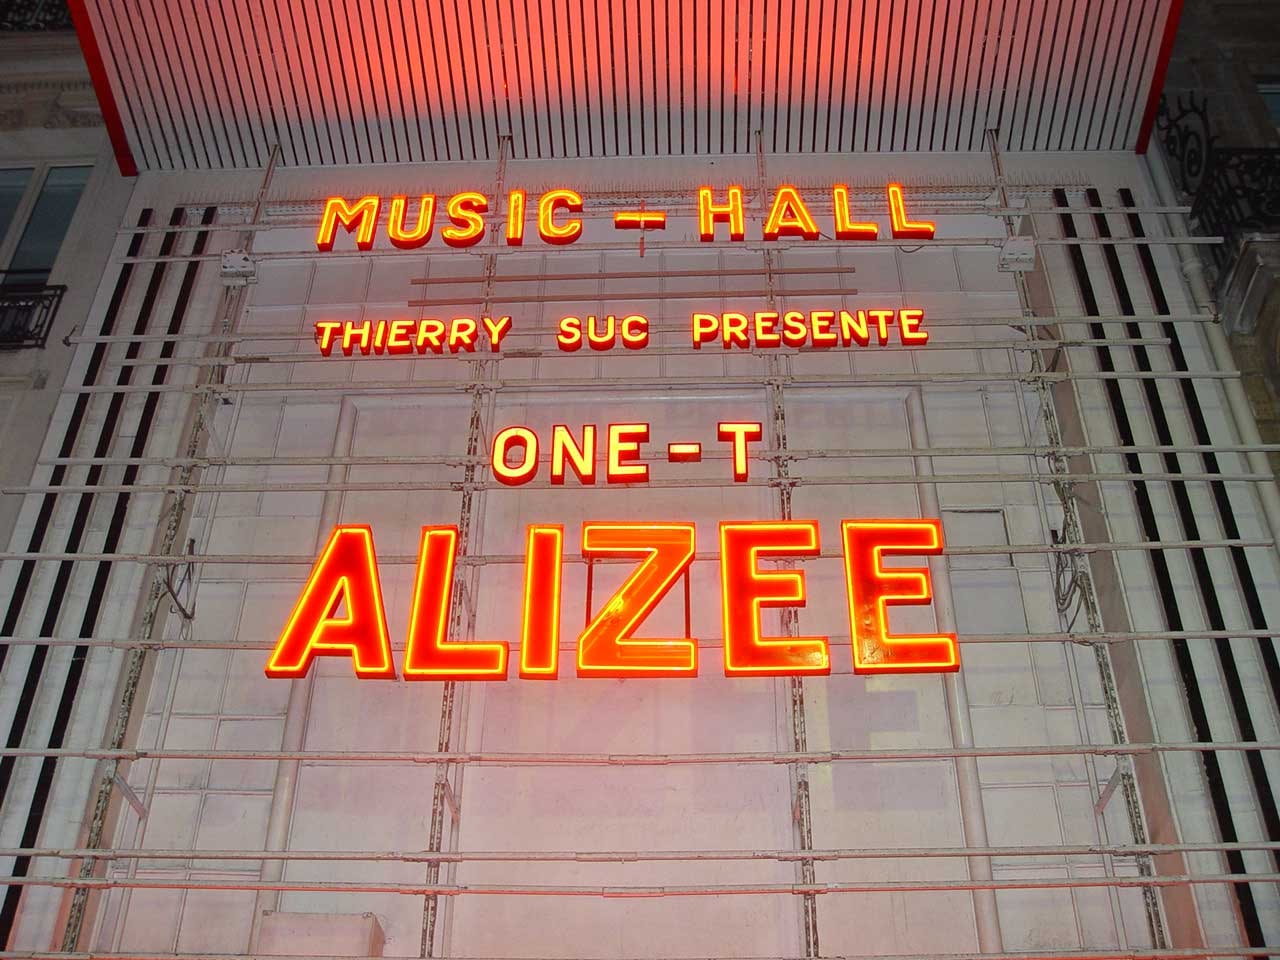 MUSIC - HALL
THIERRY SUC PRESENTE
ONE-T
ALIZEE